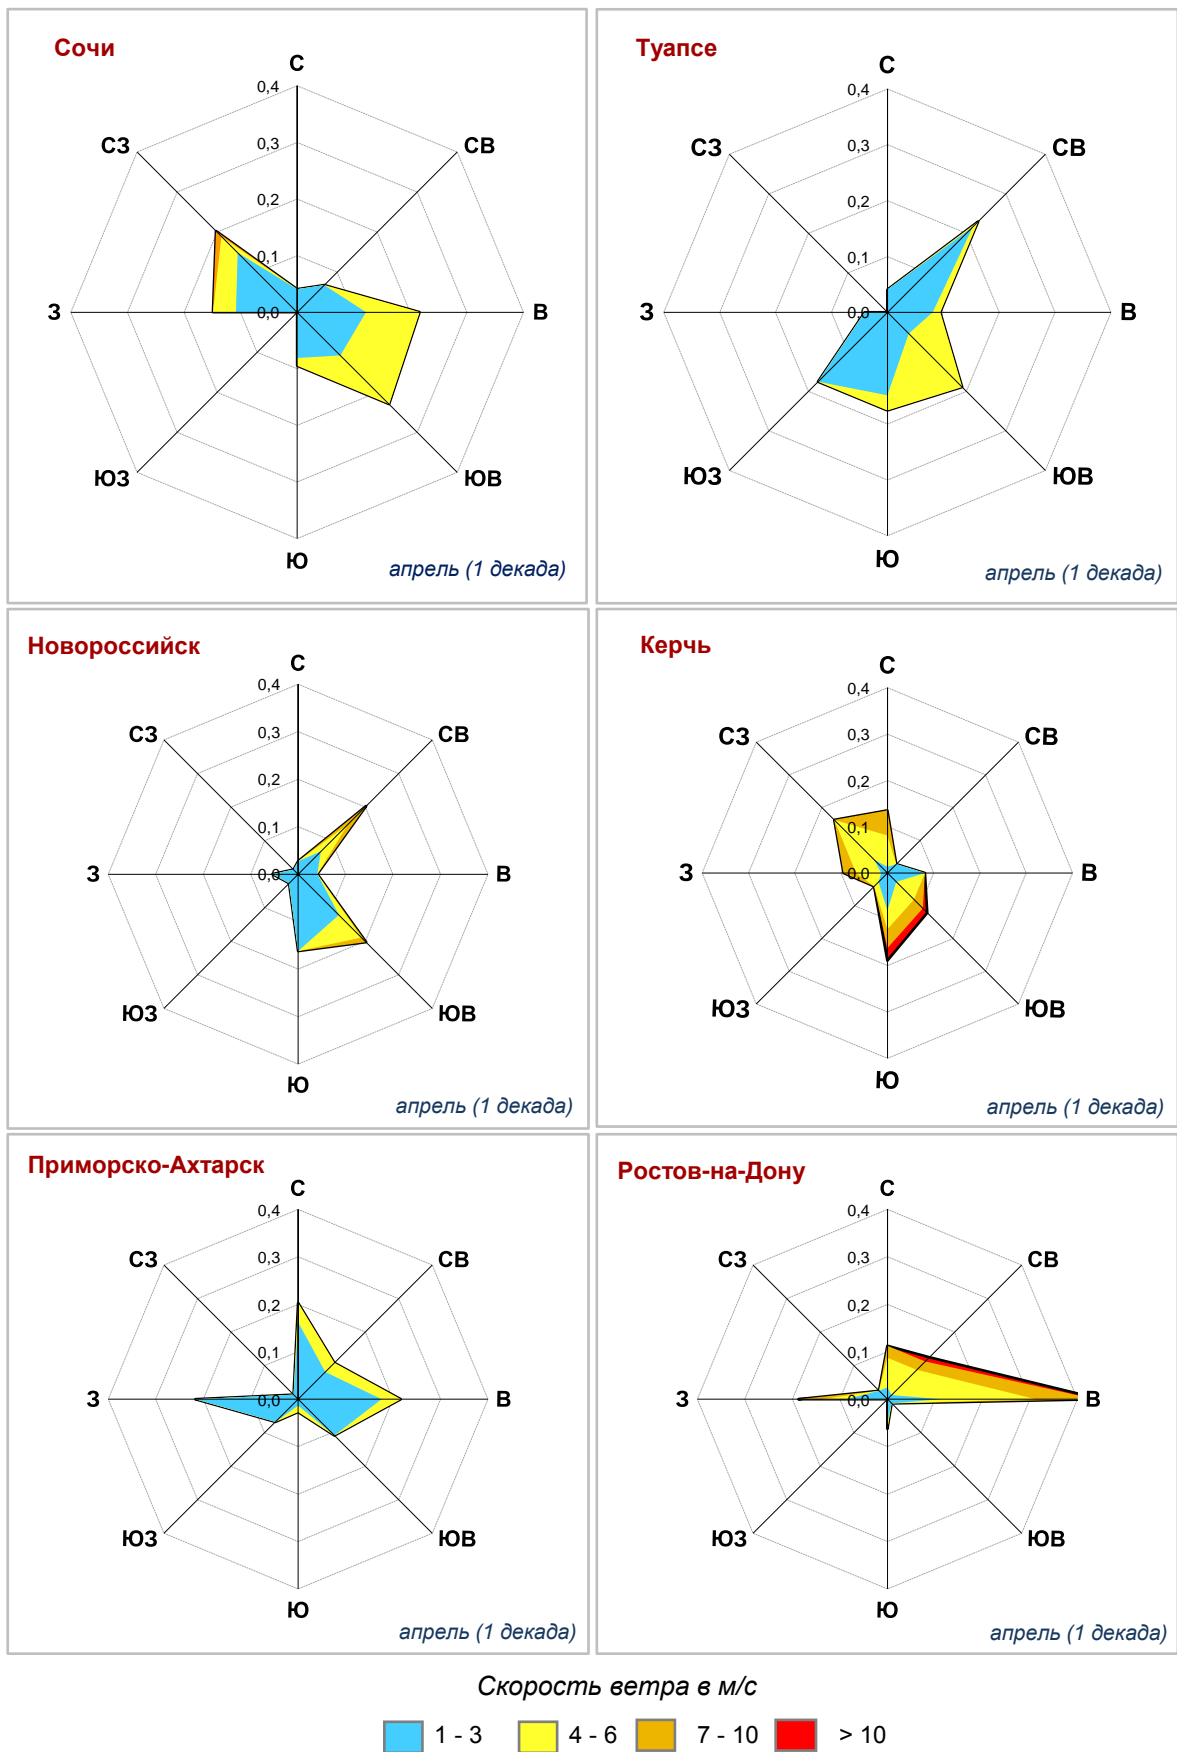 Сочи
С
0,4
СЗ
СВ
0,3
0,2
0,1
З
0,0
В
ЮЗ
ЮВ
Ю
апрель (1 декада)
Туапсе
С
0,4
СЗ
СВ
0,3
0,2
0,1
З
0,0
В
ЮЗ
ЮВ
Ю
апрель (1 декада)
Новороссийск
С
0,4
СЗ
СВ
0,3
0,2
0,1
З
0,0
В
ЮЗ
ЮВ
Ю
апрель (1 декада)
Керчь
С
0,4
СЗ
СВ
0,3
0,2
0,1
З
0,0
В
ЮЗ
ЮВ
Ю
апрель (1 декада)
Приморско-Ахтарск
С
0,4
СЗ
СВ
0,3
0,2
0,1
З
0,0
В
ЮЗ
ЮВ
Ю
апрель (1 декада)
Ростов-на-Дону
С
0,4
СЗ
СВ
0,3
0,2
0,1
З
0,0
В
ЮЗ
ЮВ
Ю
апрель (1 декада)
Скорость ветра в м/с
1 - 3 4 - 6 7 - 10 > 10